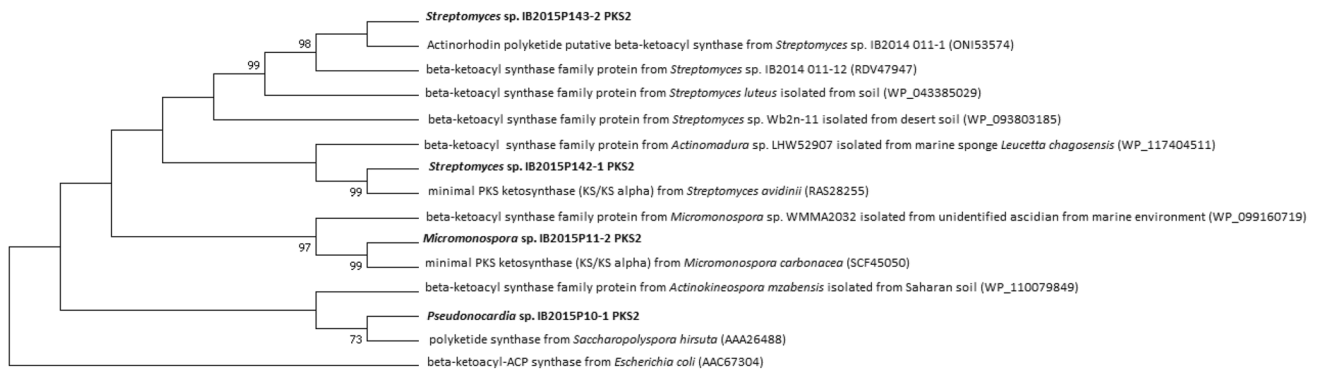 Streptomyces sp. IB2015P143-2 PKS2
98
Actinorhodin polyketide putative beta-ketoacyl synthase from Streptomyces sp. IB2014 011-1 (ONI53574)
99
beta-ketoacyl synthase family protein from Streptomyces sp. IB2014 011-12 (RDV47947)
beta-ketoacyl synthase family protein from Streptomyces luteus isolated from soil (WP_043385029)
beta-ketoacyl synthase family protein from Streptomyces sp. Wb2n-11 isolated from desert soil (WP_093803185)
beta-ketoacyl synthase family protein from Actinomadura sp. LHW52907 isolated from marine sponge Leucetta chagosensis (WP_117404511)
Streptomyces sp. IB2015P142-1 PKS2
99
minimal PKS ketosynthase (KS/KS alpha) from Streptomyces avidinii (RAS28255)
beta-ketoacyl synthase family protein from Micromonospora sp. WMMA2032 isolated from unidentified ascidian from marine environment (WP_099160719)
97
Micromonospora sp. IB2015P11-2 PKS2
99
minimal PKS ketosynthase (KS/KS alpha) from Micromonospora carbonacea (SCF45050)
beta-ketoacyl synthase family protein from Actinokineospora mzabensis isolated from Saharan soil (WP_110079849)
Pseudonocardia sp. IB2015P10-1 PKS2
73
polyketide synthase from Saccharopolyspora hirsuta (AAA26488)
beta-ketoacyl-ACP synthase from Escherichia coli (AAC67304)